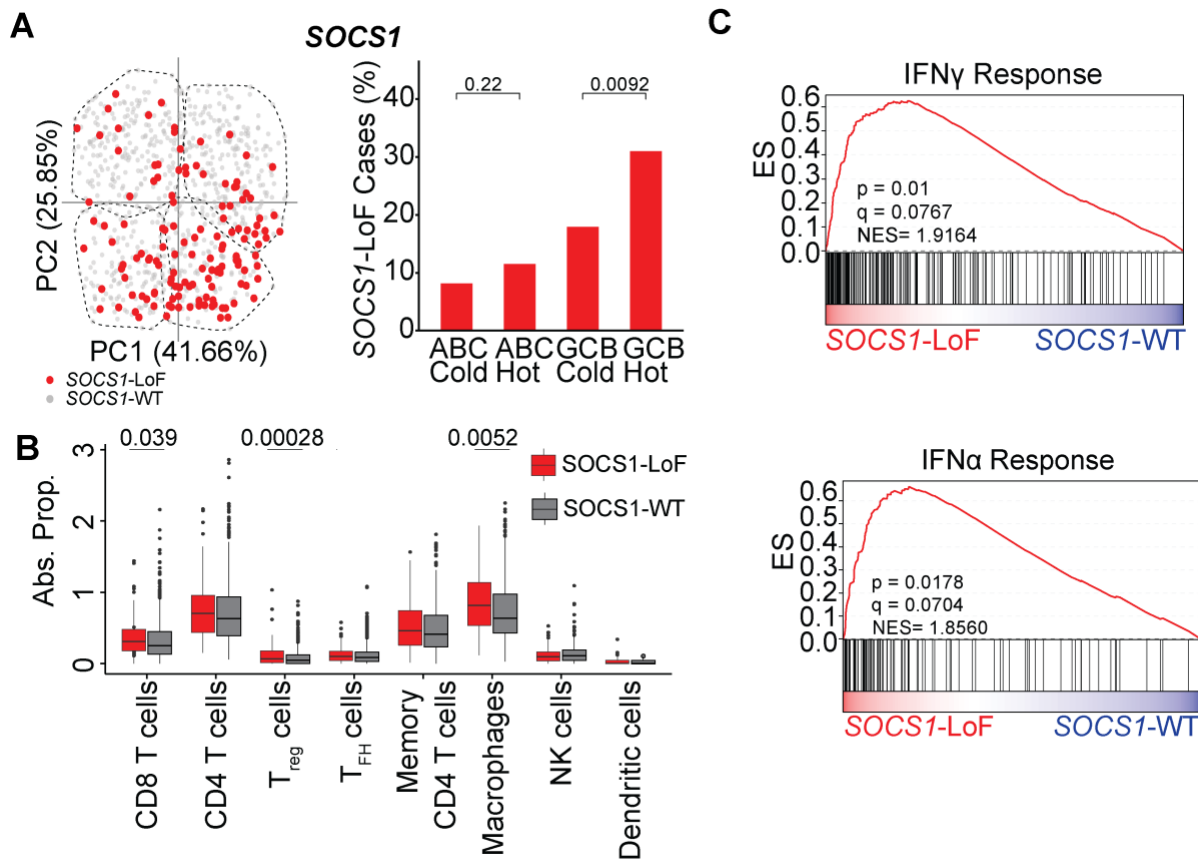 A
SOCS1
PC2 (25.85%)
PC1 (41.66%)
SOCS1-LoF
SOCS1-WT
SOCS1-LoF Cases (%)
40
30
20
10
0
0.22
0.0092
ABC ABC GCB GCB
Cold Hot Cold Hot
B
0.039
0.00028
0.0052
SOCS1-LoF
SOCS1-WT
Abs. Prop.
3
2
1
0
CD8 T cells
CD4 T cells
Treg cells
TFH cells
Memory
CD4 T cells
Macrophages
NK cells
Dendritic cells
C
IFNγ Response
ES
0.6
0.5
0.4
0.3
0.2
0.1
0.0
p = 0.01
q = 0.0767
NES= 1.9164
SOCS1-LoF
SOCS1-WT
IFNα Response
ES
0.6
0.5
0.4
0.3
0.2
0.1
0.0
p = 0.0178
q = 0.0704
NES= 1.8560
SOCS1-LoF
SOCS1-WT